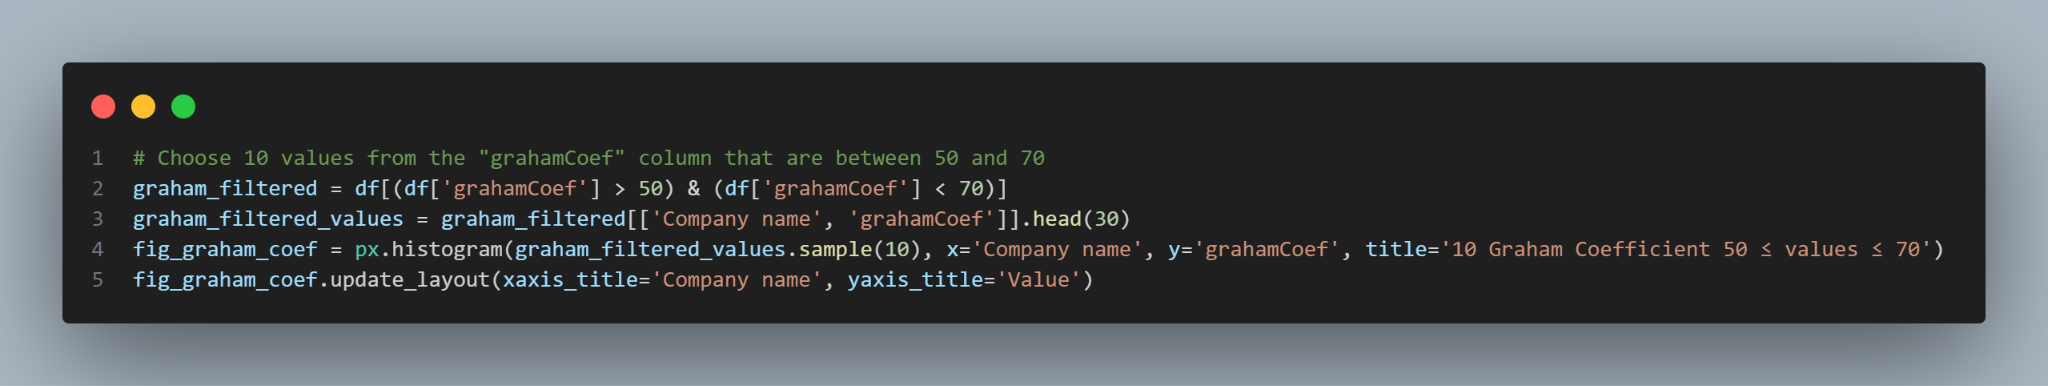 1 # Choose 10 values from the "grahamCoef" column that are between 50 and 70
2 graham_filtered = df[(df['grahamCoef'] > 50) & (df['grahamCoef'] < 70)]
3 graham_filtered_values = graham_filtered[['Company name', 'grahamCoef']].head(30)
4 fig_graham_coef = px.histogram(graham_filtered_values.sample(10), x='Company name', y='grahamCoef', title='10 Graham Coefficient 50 ≤ values ≤ 70')
5 fig_graham_coef.update_layout(xaxis_title='Company name', yaxis_title='Value')